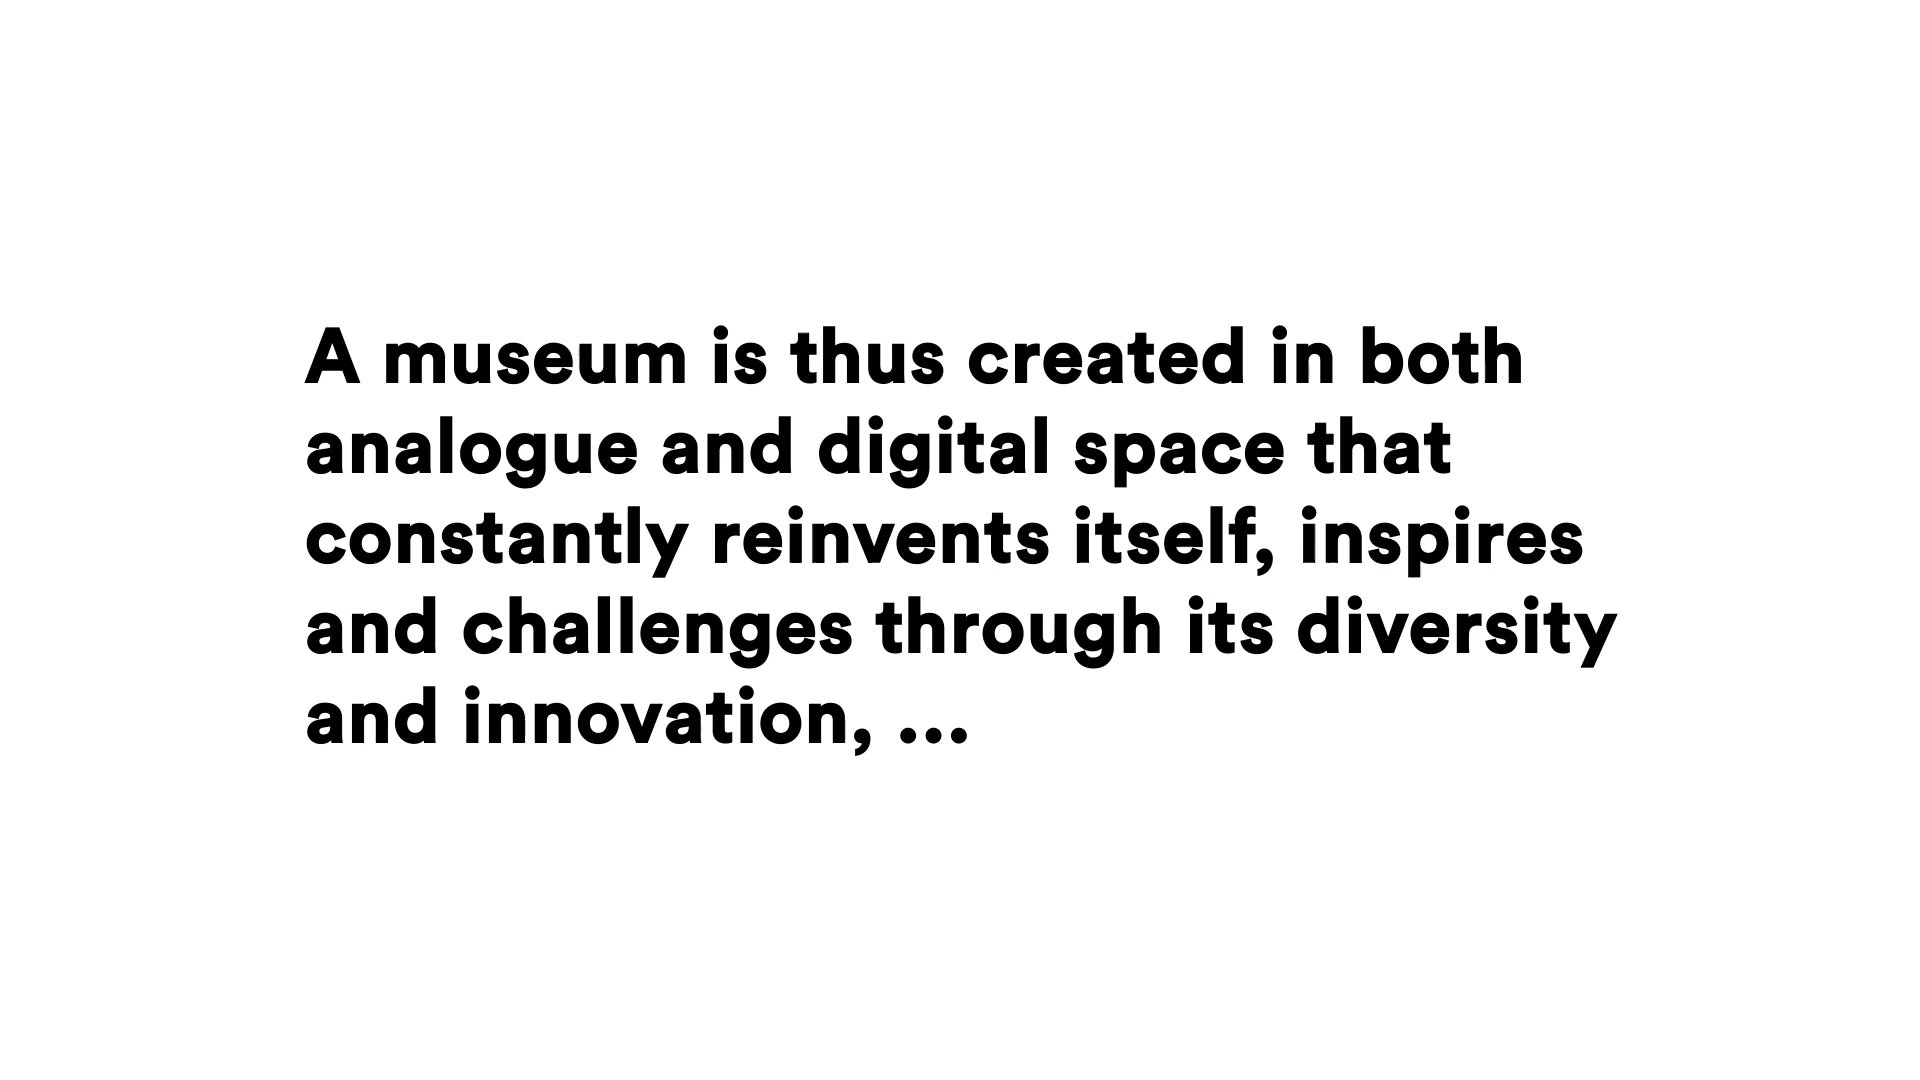 A museum is thus created in both
analogue and digital space that
constantly reinvents itself, inspires
and challenges through its diversity
and innovation, ...